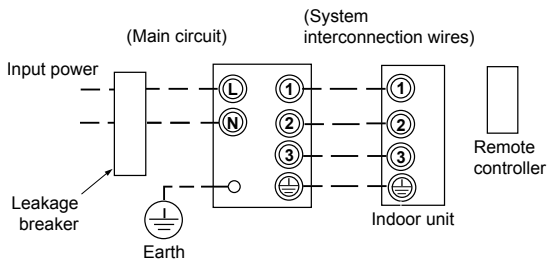 (Main circuit)
(System
interconnection wires)
Input power
L
N
1
2
3
1
2
3
Leakage
breaker
Earth
Indoor unit
Remote
controller